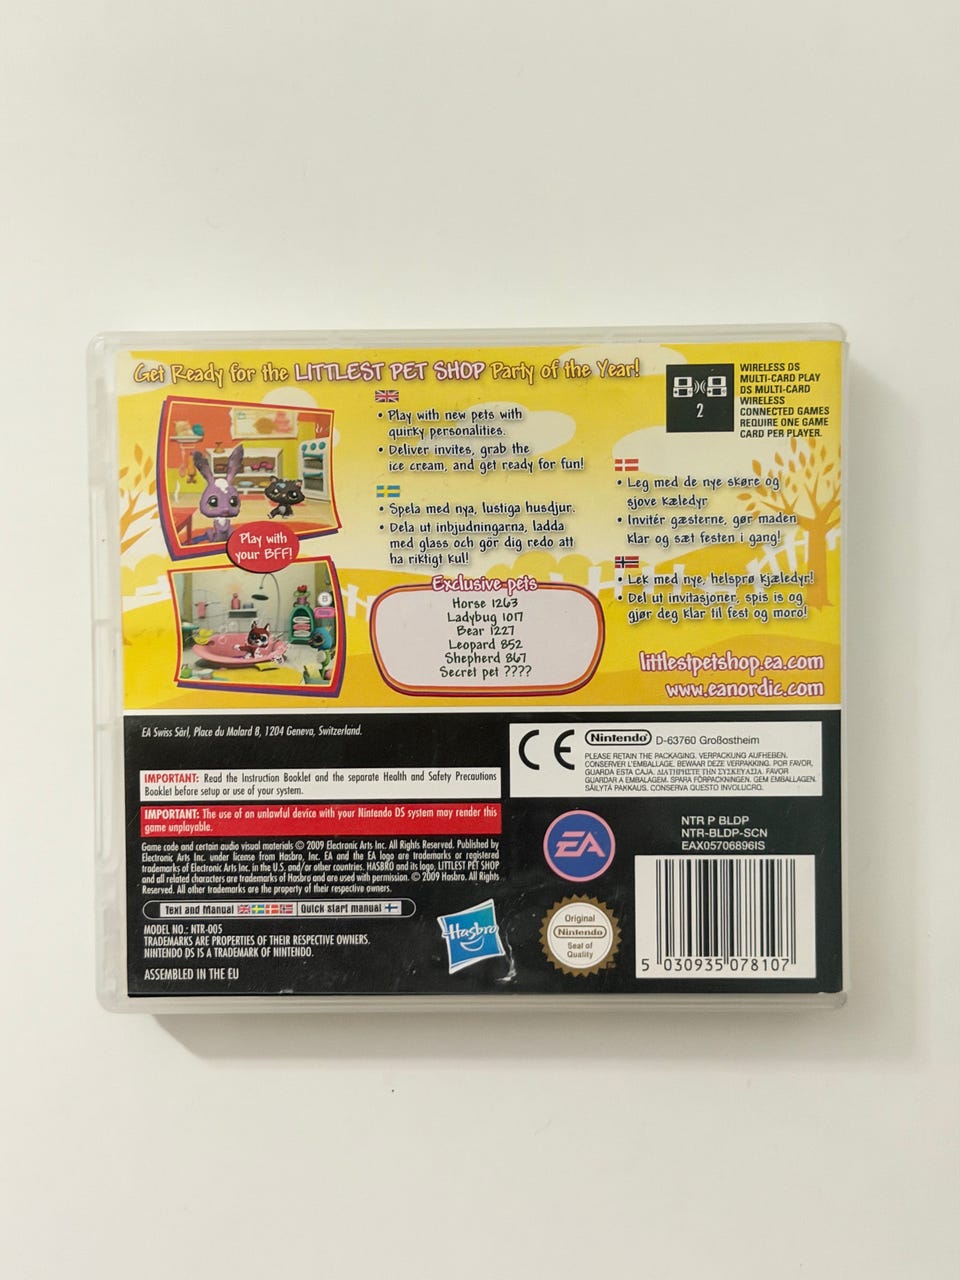 Get Ready for the LITTLEST PET SHOP Party of the Year!
Play with
your BFF!
• Play with new pets with
quirky personalities.
• Deliver invites, grab the
ice cream, and get ready for fun!
• Spela med nya, lustiga husdjur.
• Dela ut inbjudningarna, ladda
med glass och gör dig redo att
ha riktigt kul!
Exclusive pets
Horse 1263
Ladybug 1017
Bear 1227
Leopard 852
Shepherd 867
Secret pet ????
2
WIRELESS DS
MULTI-CARD PLAY
DS MULTI-CARD
WIRELESS
CONNECTED GAMES
REQUIRE ONE GAME
CARD PER PLAYER.
• Leg med de nye skøre og
sjove kæledyr
• Invitér gæsterne, gør maden
klar og sæt festen i gang!
• Lek med nye, helsprø kjæledyr!
• Del ut invitasjoner, spis is og
gjør deg klar til fest og moro!
littlestpetshop.ea.com
www.eanordic.com
EA Swiss Sàrl, Place du Molard 8, 1204 Geneva, Switzerland.
IMPORTANT: Read the Instruction Booklet and the separate Health and Safety Precautions
Booklet before setup or use of your system.
IMPORTANT: The use of an unlawful device with your Nintendo DS system may render this
game unplayable.
Game code and certain audio visual materials © 2009 Electronic Arts Inc. All Rights Reserved. Published by
Electronic Arts Inc. under license from Hasbro, Inc. EA and the EA logo are trademarks or registered
trademarks of Electronic Arts Inc. in the U.S. and/or other countries. HASBRO and its logo, LITTLEST PET SHOP
and all related characters are trademarks of Hasbro and are used with permission. © 2009 Hasbro. All Rights
Reserved. All other trademarks are the property of their respective owners.
Text and Manual Quick start manual
MODEL NO.: NTR-005
TRADEMARKS ARE PROPERTIES OF THEIR RESPECTIVE OWNERS.
NINTENDO DS IS A TRADEMARK OF NINTENDO.
ASSEMBLED IN THE EU
Hasbro
CE
Nintendo D-63760 Großostheim
PLEASE RETAIN THE PACKAGING. VERPACKUNG AUFHEBEN.
CONSERVER L'EMBALLAGE. BEWAAR DEZE VERPAKKING. POR FAVOR,
GUARDA ESTA CAJA. ΔΙΑΤΗΡΗΣΤΕ ΤΗΝ ΣΥΣΚΕΥΑΣΙΑ. FAVOR
GUARDAR A EMBALAGEM. SPARA FÖRPACKNINGEN. GEM EMBALLAGEN.
SÄILYTÄ PAKKAUS. CONSERVA QUESTO INVOLUCRO.
EA
NTR P BLDP
NTR-BLDP-SCN
EAX05706896IS
Original
Nintendo
Seal of
Quality
5 030935 078107